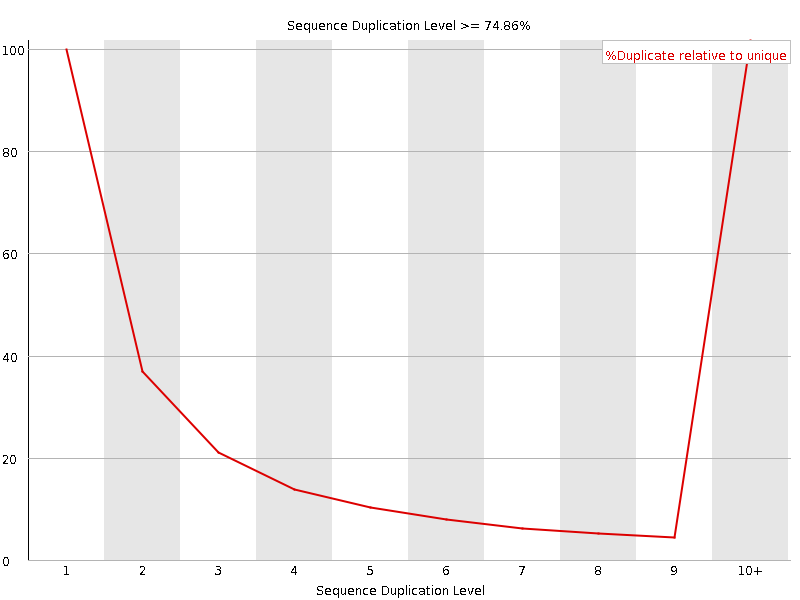 Sequence Duplication Level >= 74.86%
%Duplicate relative to unique
100
80
60
40
20
0
1 2 3 4 5 6 7 8 9 10+
Sequence Duplication Level